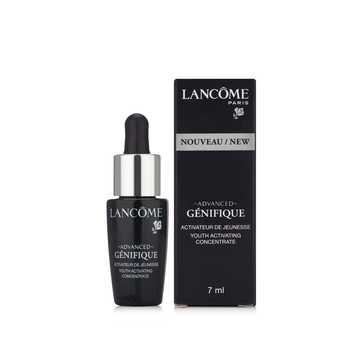 LANCÔME
—ADVANCED—
GÉNIFIQUE
ACTIVATEUR DE JEUNESSE
YOUTH ACTIVATING
CONCENTRATE
LANCÔME
PARIS
NOUVEAU / NEW
—ADVANCED—
GÉNIFIQUE
ACTIVATEUR DE JEUNESSE
YOUTH ACTIVATING
CONCENTRATE
7 ml